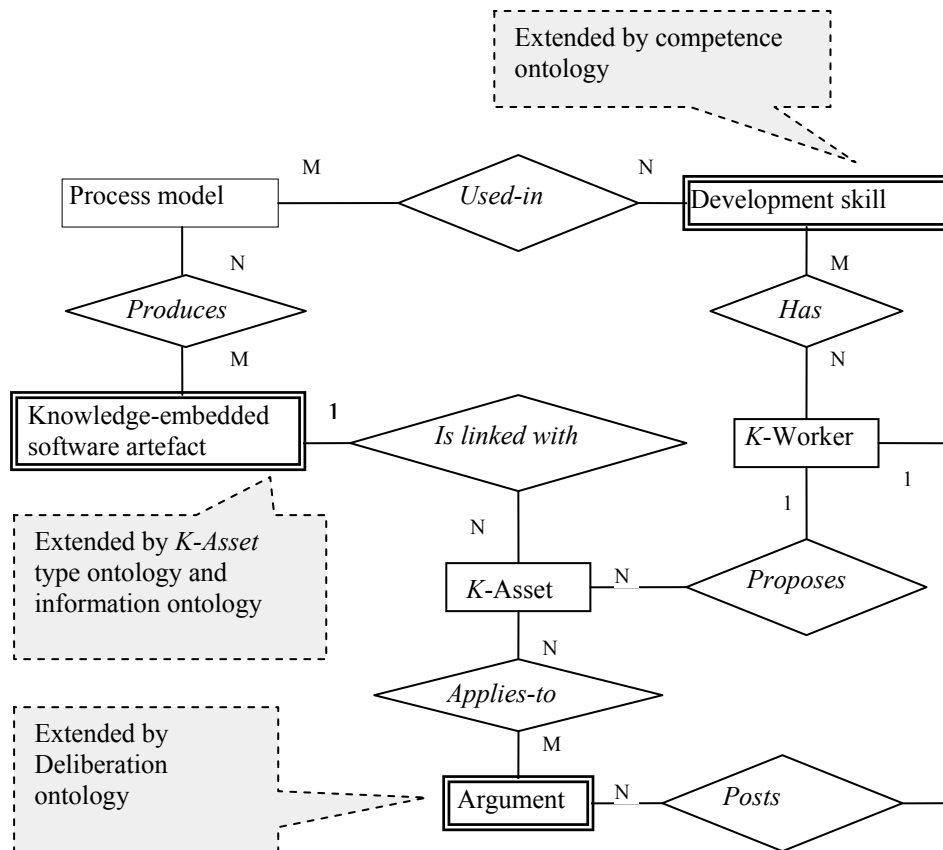 Extended by competence
ontology
M
N
Process model
Used-in
Development skill
N
M
Produces
Has
M
N
Knowledge-embedded
software artefact
1
Is linked with
K-Worker
1
1
N
Extended by K-Asset
type ontology and
information ontology
K-Asset
N
Proposes
N
Applies-to
Extended by
Deliberation
ontology
M
Argument
N
Posts